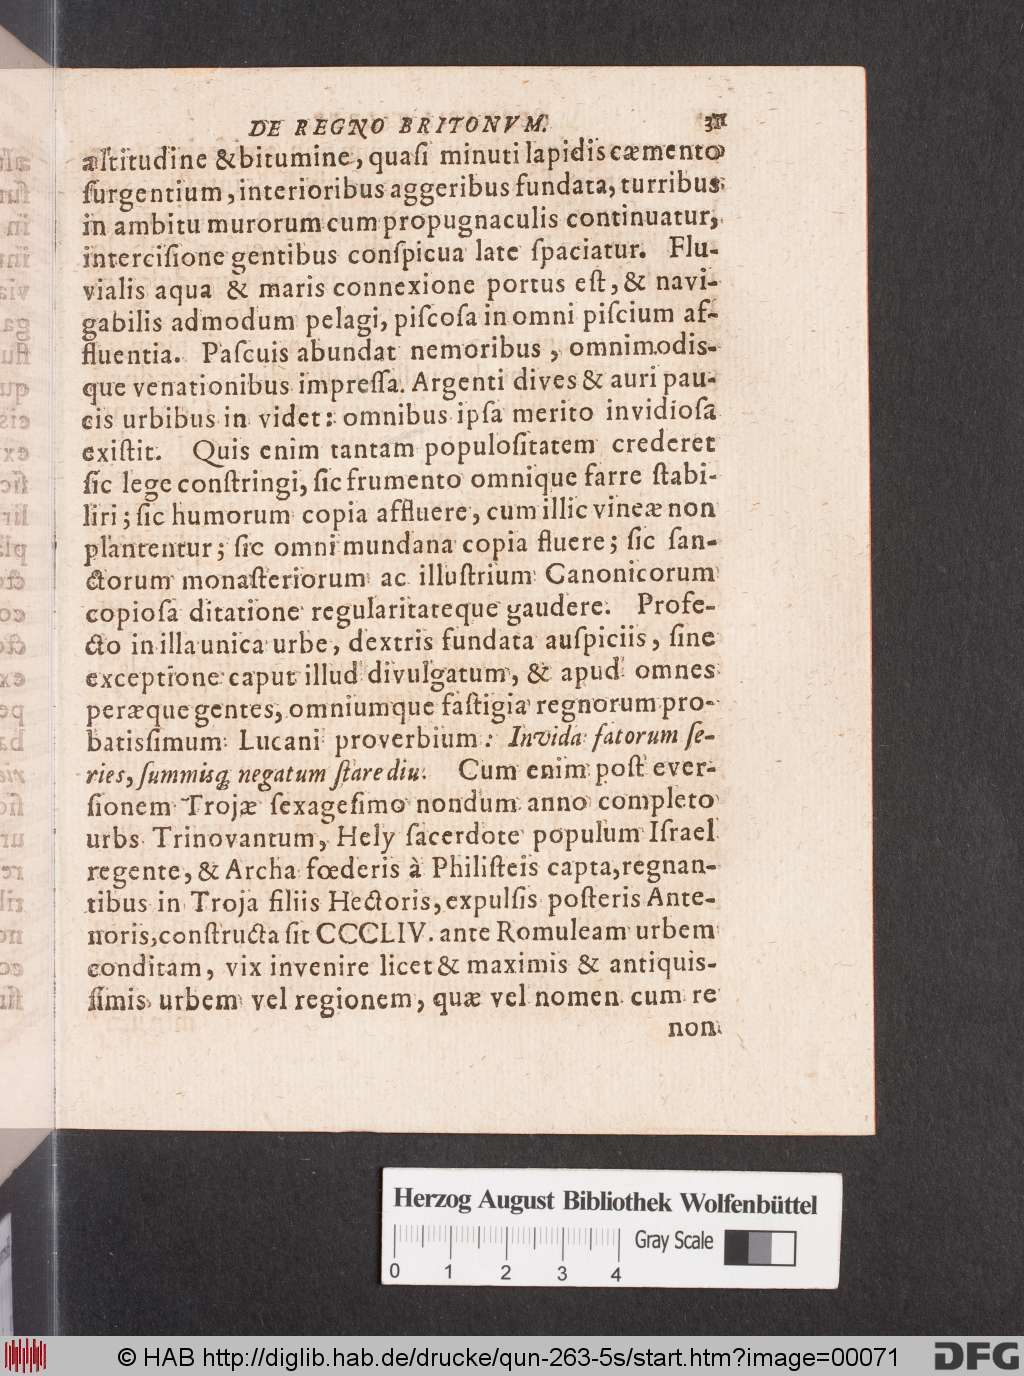 DE REGNO BRITONVM. 31
altitudine & bitumine, quaſi minuti lapidis cæmento
ſurgentium, interioribus aggeribus fundata, turribus
in ambitu murorum cum propugnaculis continuatur,
interciſione gentibus conſpicua late ſpaciatur. Flu-
vialis aqua & maris connexione portus eſt, & navi-
gabilis admodum pelagi, piſcoſa in omni piſcium af-
fluentia. Paſcuis abundat nemoribus, omnimodis-
que venationibus impreſſa. Argenti dives & auri pau-
cis urbibus in videt: omnibus ipſa merito invidioſa
exiſtit. Quis enim tantam populoſitatem crederet
ſic lege conſtringi, ſic frumento omnique farre ſtabi-
liri; ſic humorum copia affluere, cum illic vineæ non
plantentur; ſic omni mundana copia fluere; ſic ſan-
ctorum monaſteriorum ac illuſtrium Canonicorum
copioſa ditatione regularitateque gaudere. Profe-
cto in illa unica urbe, dextris fundata auſpiciis, ſine
exceptione caput illud divulgatum, & apud omnes
peræque gentes, omniumque faſtigia regnorum pro-
batisſimum Lucani proverbium: Invida fatorum ſe-
ries, ſummisq; negatum ſtare diu. Cum enim poſt ever-
ſionem Trojæ ſexageſimo nondum anno completo
urbs Trinovantum, Hely ſacerdote populum Iſrael
regente, & Archa fœderis à Philiſteis capta, regnan-
tibus in Troja filiis Hectoris, expulſis poſteris Ante-
noris, conſtructa ſit CCCLIV. ante Romuleam urbem
conditam, vix invenire licet & maximis & antiquis-
ſimis urbem vel regionem, quæ vel nomen cum re
non
Herzog August Bibliothek Wolfenbüttel
Gray Scale
0 1 2 3 4
© HAB http://diglib.hab.de/drucke/qun-263-5s/start.htm?image=00071
DFG